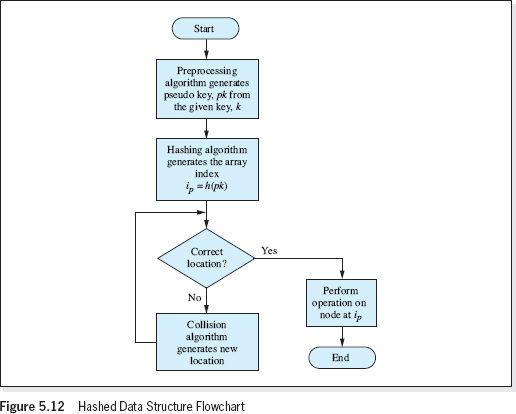 Start
Preprocessing
algorithm generates
pseudo key, pk from
the given key, k
Hashing algorithm
generates the array
index
ip = h(pk)
Correct
location?
Yes
No
Perform
operation on
node at ip
Collision
algorithm
generates new
location
End
Figure 5.12 Hashed Data Structure Flowchart